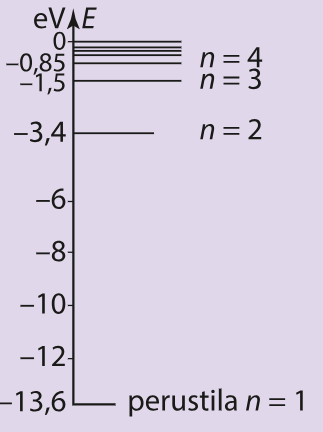 eV E
0
–0,85 n = 4
–1,5 n = 3
–3,4 n = 2
–6
–8
–10
–12
–13,6 perustila n = 1